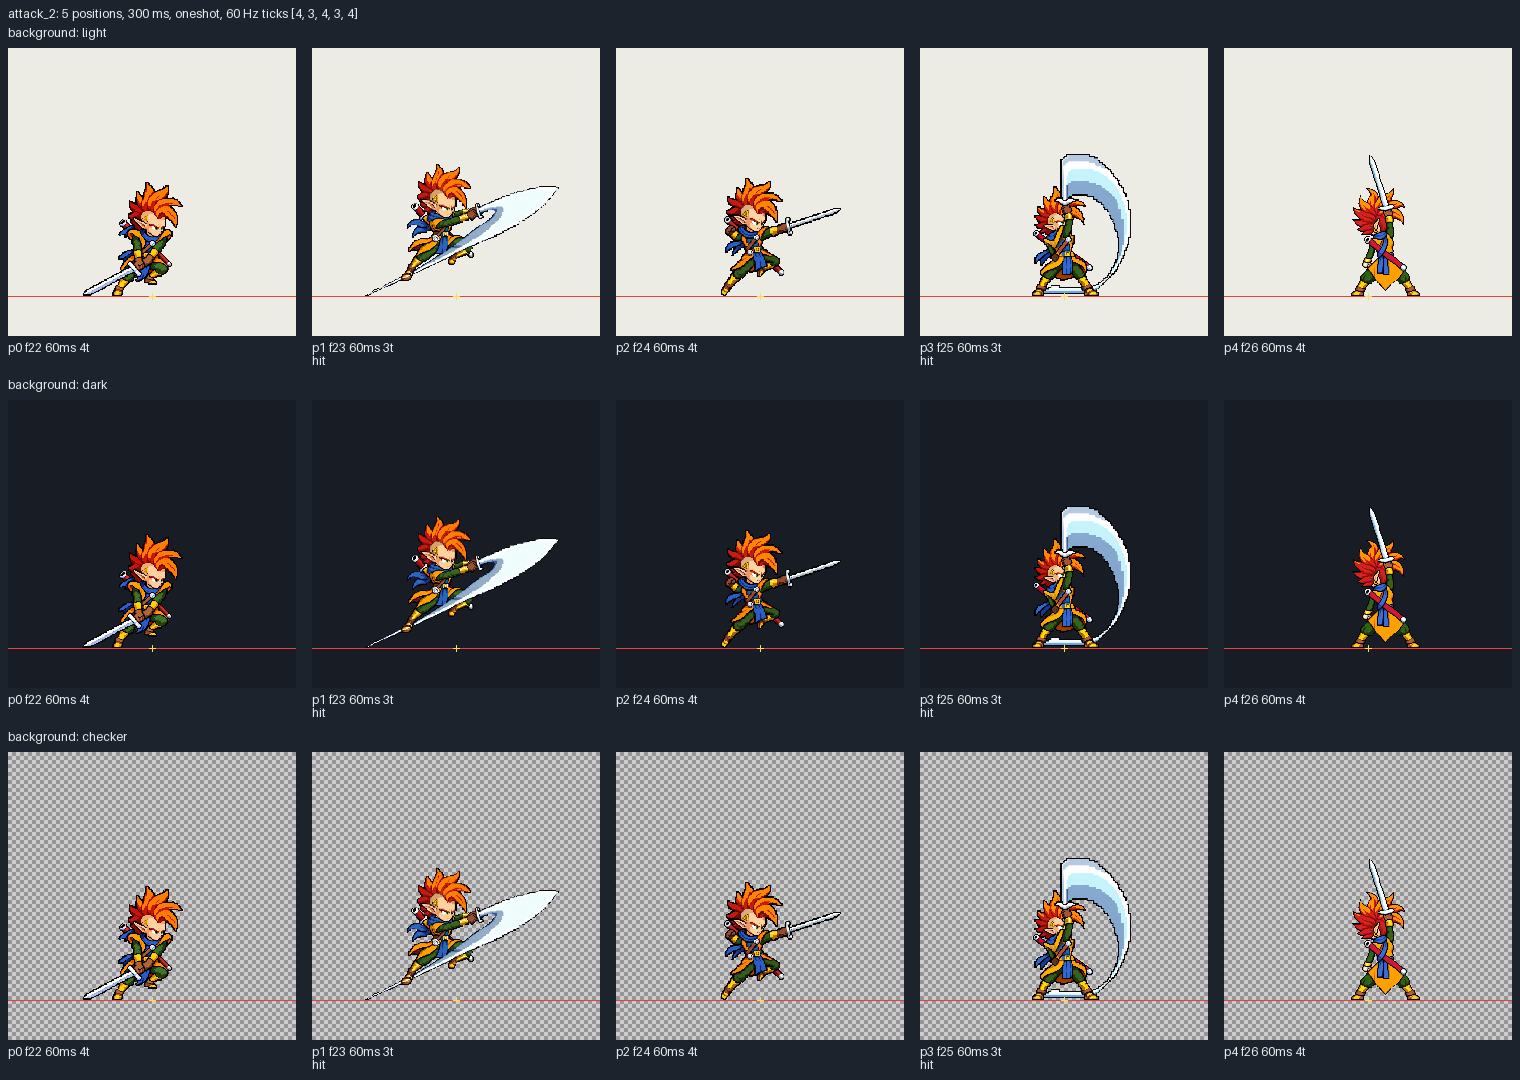 attack_2: 5 positions, 300 ms, oneshot, 60 Hz ticks [4, 3, 4, 3, 4]
background: light
p0 f22 60ms 4t
p1 f23 60ms 3t
hit
p2 f24 60ms 4t
p3 f25 60ms 3t
hit
p4 f26 60ms 4t
background: dark
p0 f22 60ms 4t
p1 f23 60ms 3t
hit
p2 f24 60ms 4t
p3 f25 60ms 3t
hit
p4 f26 60ms 4t
background: checker
p0 f22 60ms 4t
p1 f23 60ms 3t
hit
p2 f24 60ms 4t
p3 f25 60ms 3t
hit
p4 f26 60ms 4t